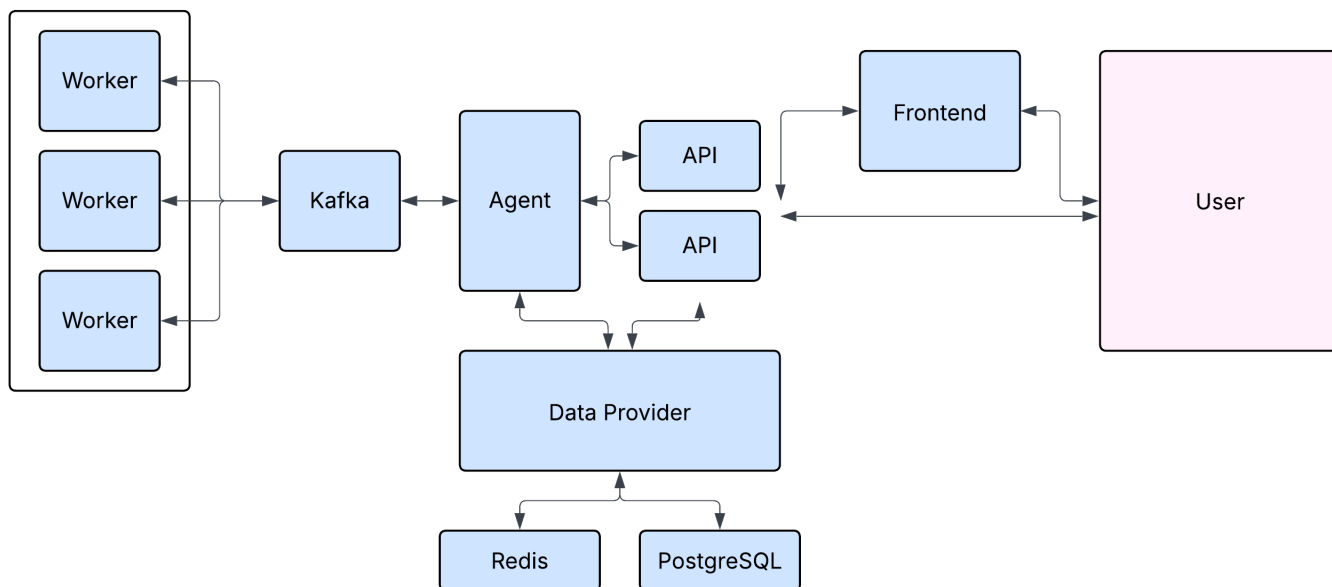 Worker
Worker
Worker
Kafka
Agent
API
API
Frontend
User
Data Provider
Redis
PostgreSQL